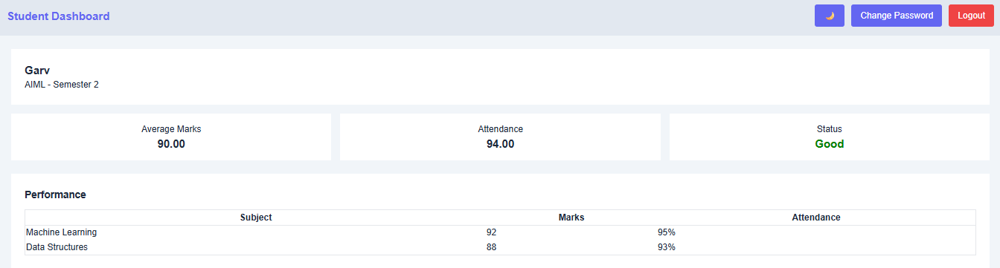 Student Dashboard
🌙 Change Password Logout
Garv
AIML - Semester 2
Average Marks
90.00
Attendance
94.00
Status
Good
Performance
Subject Marks Attendance
Machine Learning 92 95%
Data Structures 88 93%